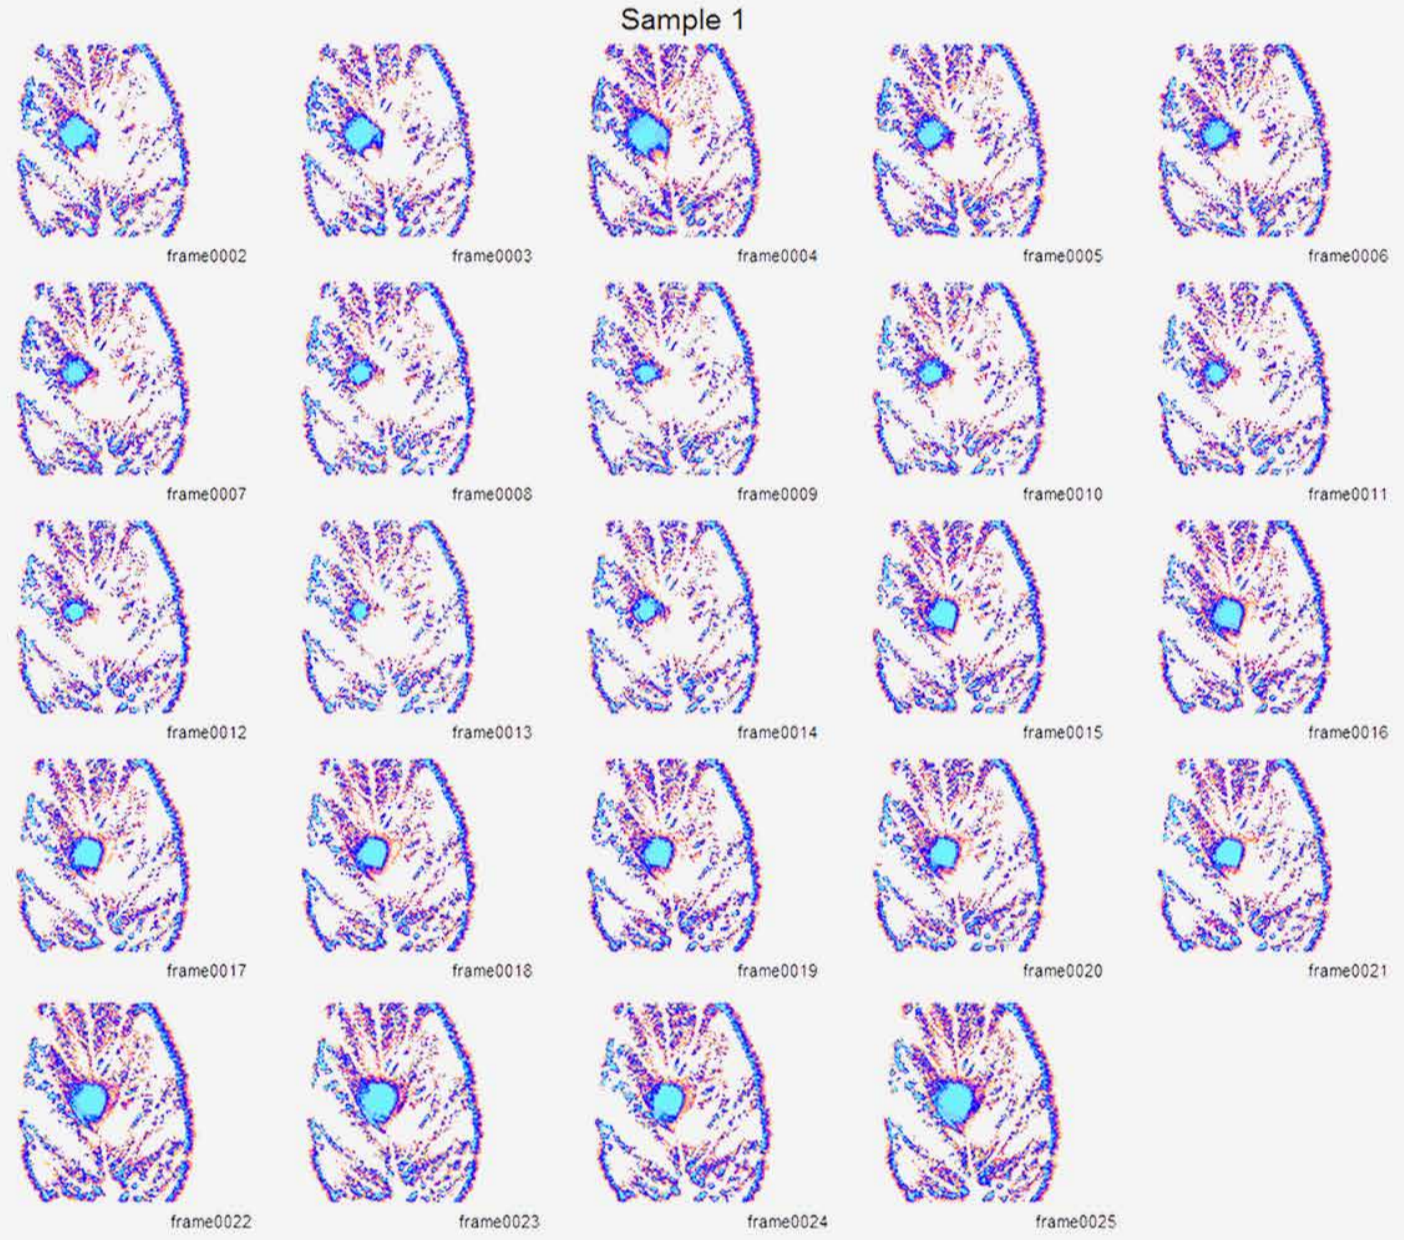 Sample 1
frame0002 frame0003 frame0004 frame0005 frame0006
frame0007 frame0008 frame0009 frame0010 frame0011
frame0012 frame0013 frame0014 frame0015 frame0016
frame0017 frame0018 frame0019 frame0020 frame0021
frame0022 frame0023 frame0024 frame0025